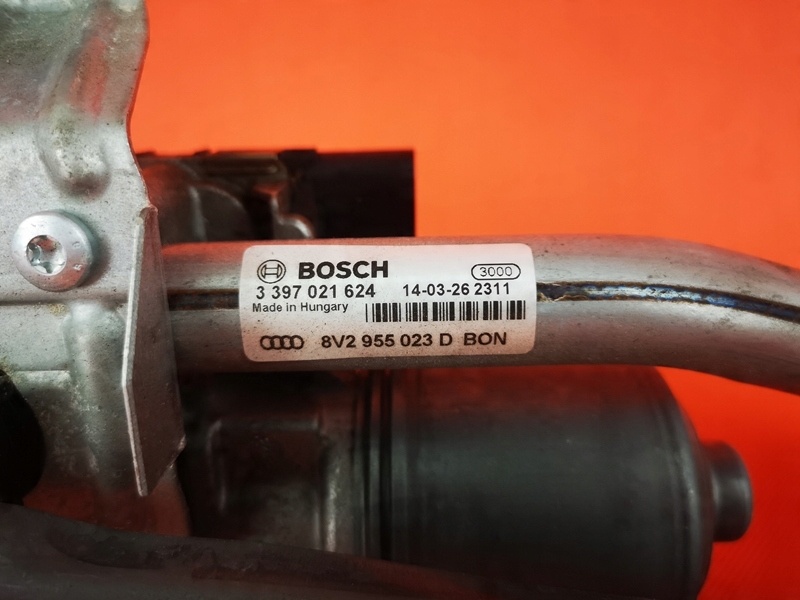 BOSCH 3000
3 397 021 624 14-03-26 2311
Made in Hungary
8V2 955 023 D BON